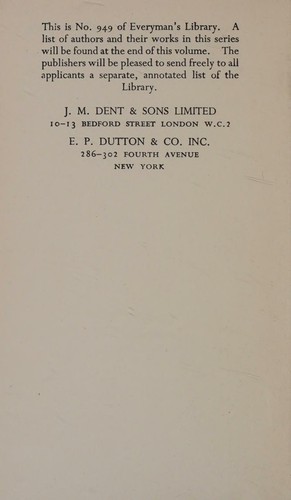 This is No. 949 of Everyman's Library. A
list of authors and their works in this series
will be found at the end of this volume. The
publishers will be pleased to send freely to all
applicants a separate, annotated list of the
Library.
J. M. DENT & SONS LIMITED
10–13 BEDFORD STREET LONDON W.C.2
E. P. DUTTON & CO. INC.
286–302 FOURTH AVENUE
NEW YORK